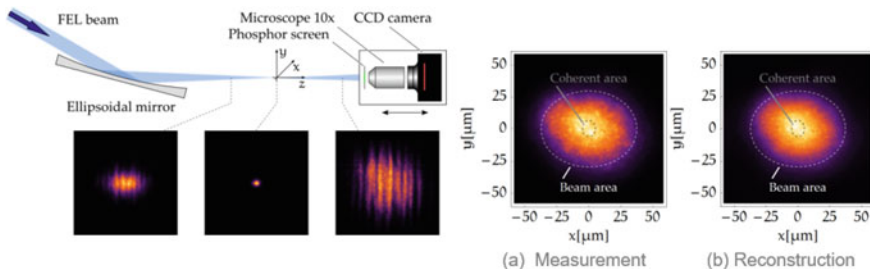 FEL beam
Microscope 10x
CCD camera
Phosphor screen
y
x
z
Ellipsoidal mirror
Coherent area
Beam area
y[μm]
50
25
0
−25
−50
−50 −25 0 25 50
x[μm]
(a) Measurement
Coherent area
Beam area
y[μm]
50
25
0
−25
−50
−50 −25 0 25 50
x[μm]
(b) Reconstruction